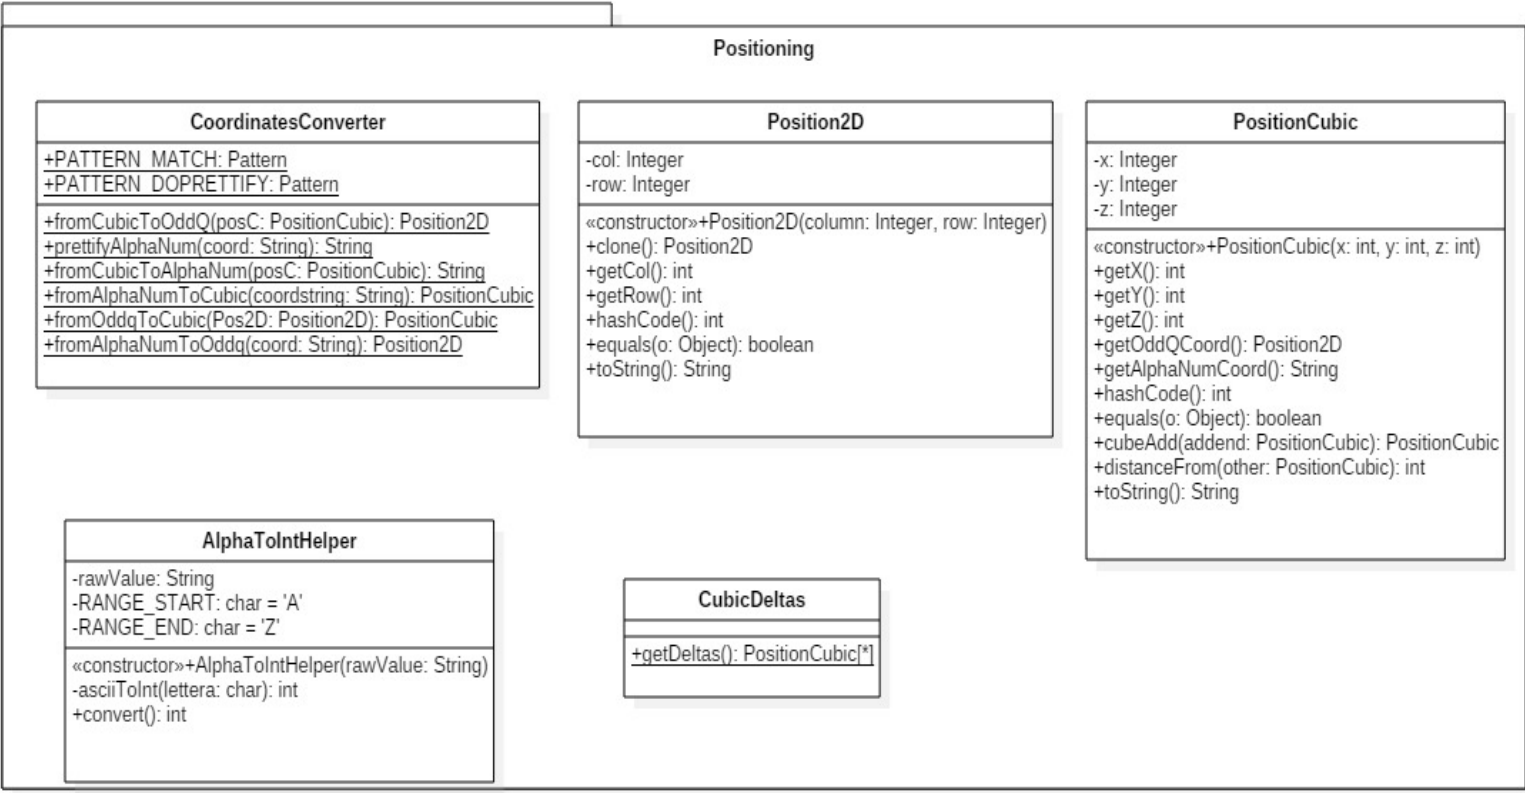 Positioning
CoordinatesConverter
+PATTERN_MATCH: Pattern
+PATTERN_DOPRETTIFY: Pattern
+fromCubicToOddQ(posC: PositionCubic): Position2D
+prettifyAlphaNum(coord: String): String
+fromCubicToAlphaNum(posC: PositionCubic): String
+fromAlphaNumToCubic(coordstring: String): PositionCubic
+fromOddqToCubic(Pos2D: Position2D): PositionCubic
+fromAlphaNumToOddq(coord: String): Position2D
Position2D
-col: Integer
-row: Integer
«constructor»+Position2D(column: Integer, row: Integer)
+clone(): Position2D
+getCol(): int
+getRow(): int
+hashCode(): int
+equals(o: Object): boolean
+toString(): String
PositionCubic
-x: Integer
-y: Integer
-z: Integer
«constructor»+PositionCubic(x: int, y: int, z: int)
+getX(): int
+getY(): int
+getZ(): int
+getOddQCoord(): Position2D
+getAlphaNumCoord(): String
+hashCode(): int
+equals(o: Object): boolean
+cubeAdd(addend: PositionCubic): PositionCubic
+distanceFrom(other: PositionCubic): int
+toString(): String
AlphaToIntHelper
-rawValue: String
-RANGE_START: char = 'A'
-RANGE_END: char = 'Z'
«constructor»+AlphaToIntHelper(rawValue: String)
-asciiToInt(lettera: char): int
+convert(): int
CubicDeltas
+getDeltas(): PositionCubic[*]